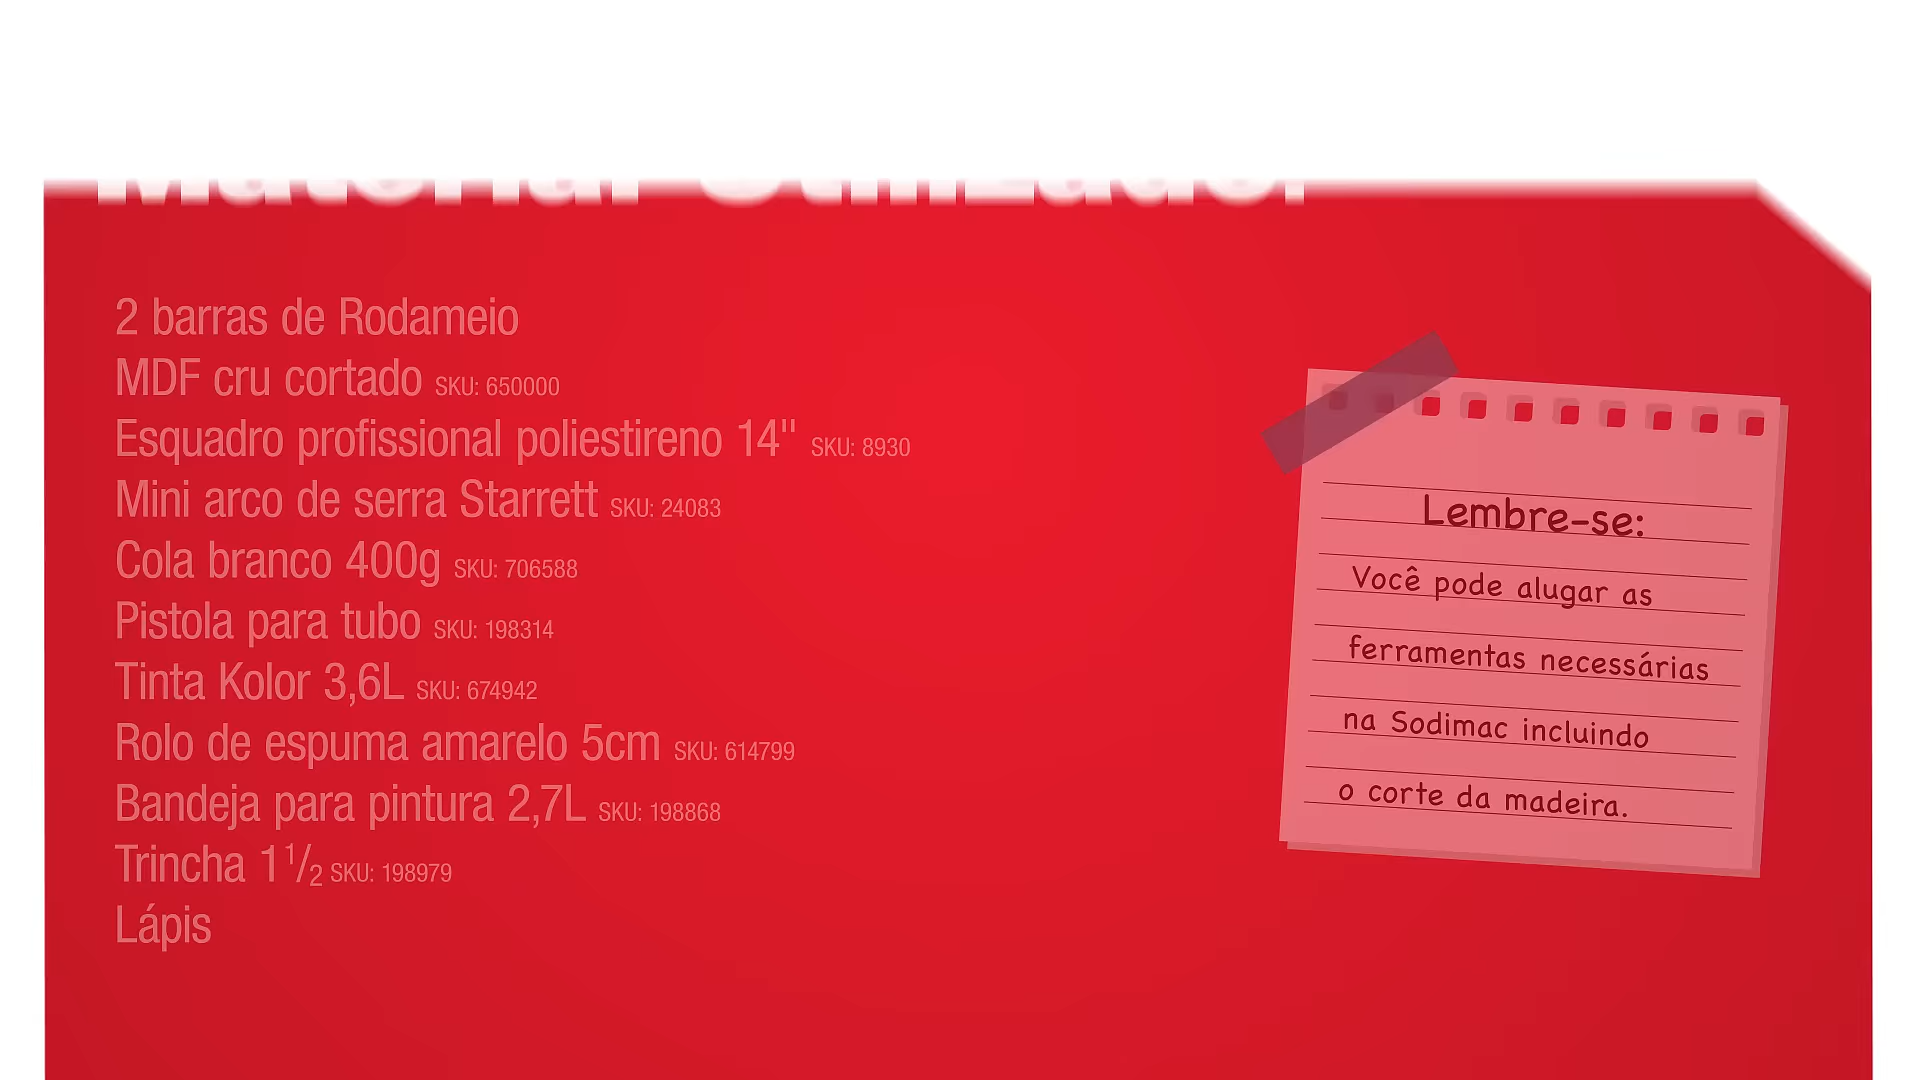 Material Utilizado:
2 barras de Rodameio
MDF cru cortado SKU: 650000
Esquadro profissional poliestireno 14" SKU: 8930
Mini arco de serra Starrett SKU: 24083
Cola branco 400g SKU: 706588
Pistola para tubo SKU: 198314
Tinta Kolor 3,6L SKU: 674942
Rolo de espuma amarelo 5cm SKU: 614799
Bandeja para pintura 2,7L SKU: 198868
Trincha 1 1/2 SKU: 198979
Lápis
Lembre-se:
Você pode alugar as
ferramentas necessárias
na Sodimac incluindo
o corte da madeira.